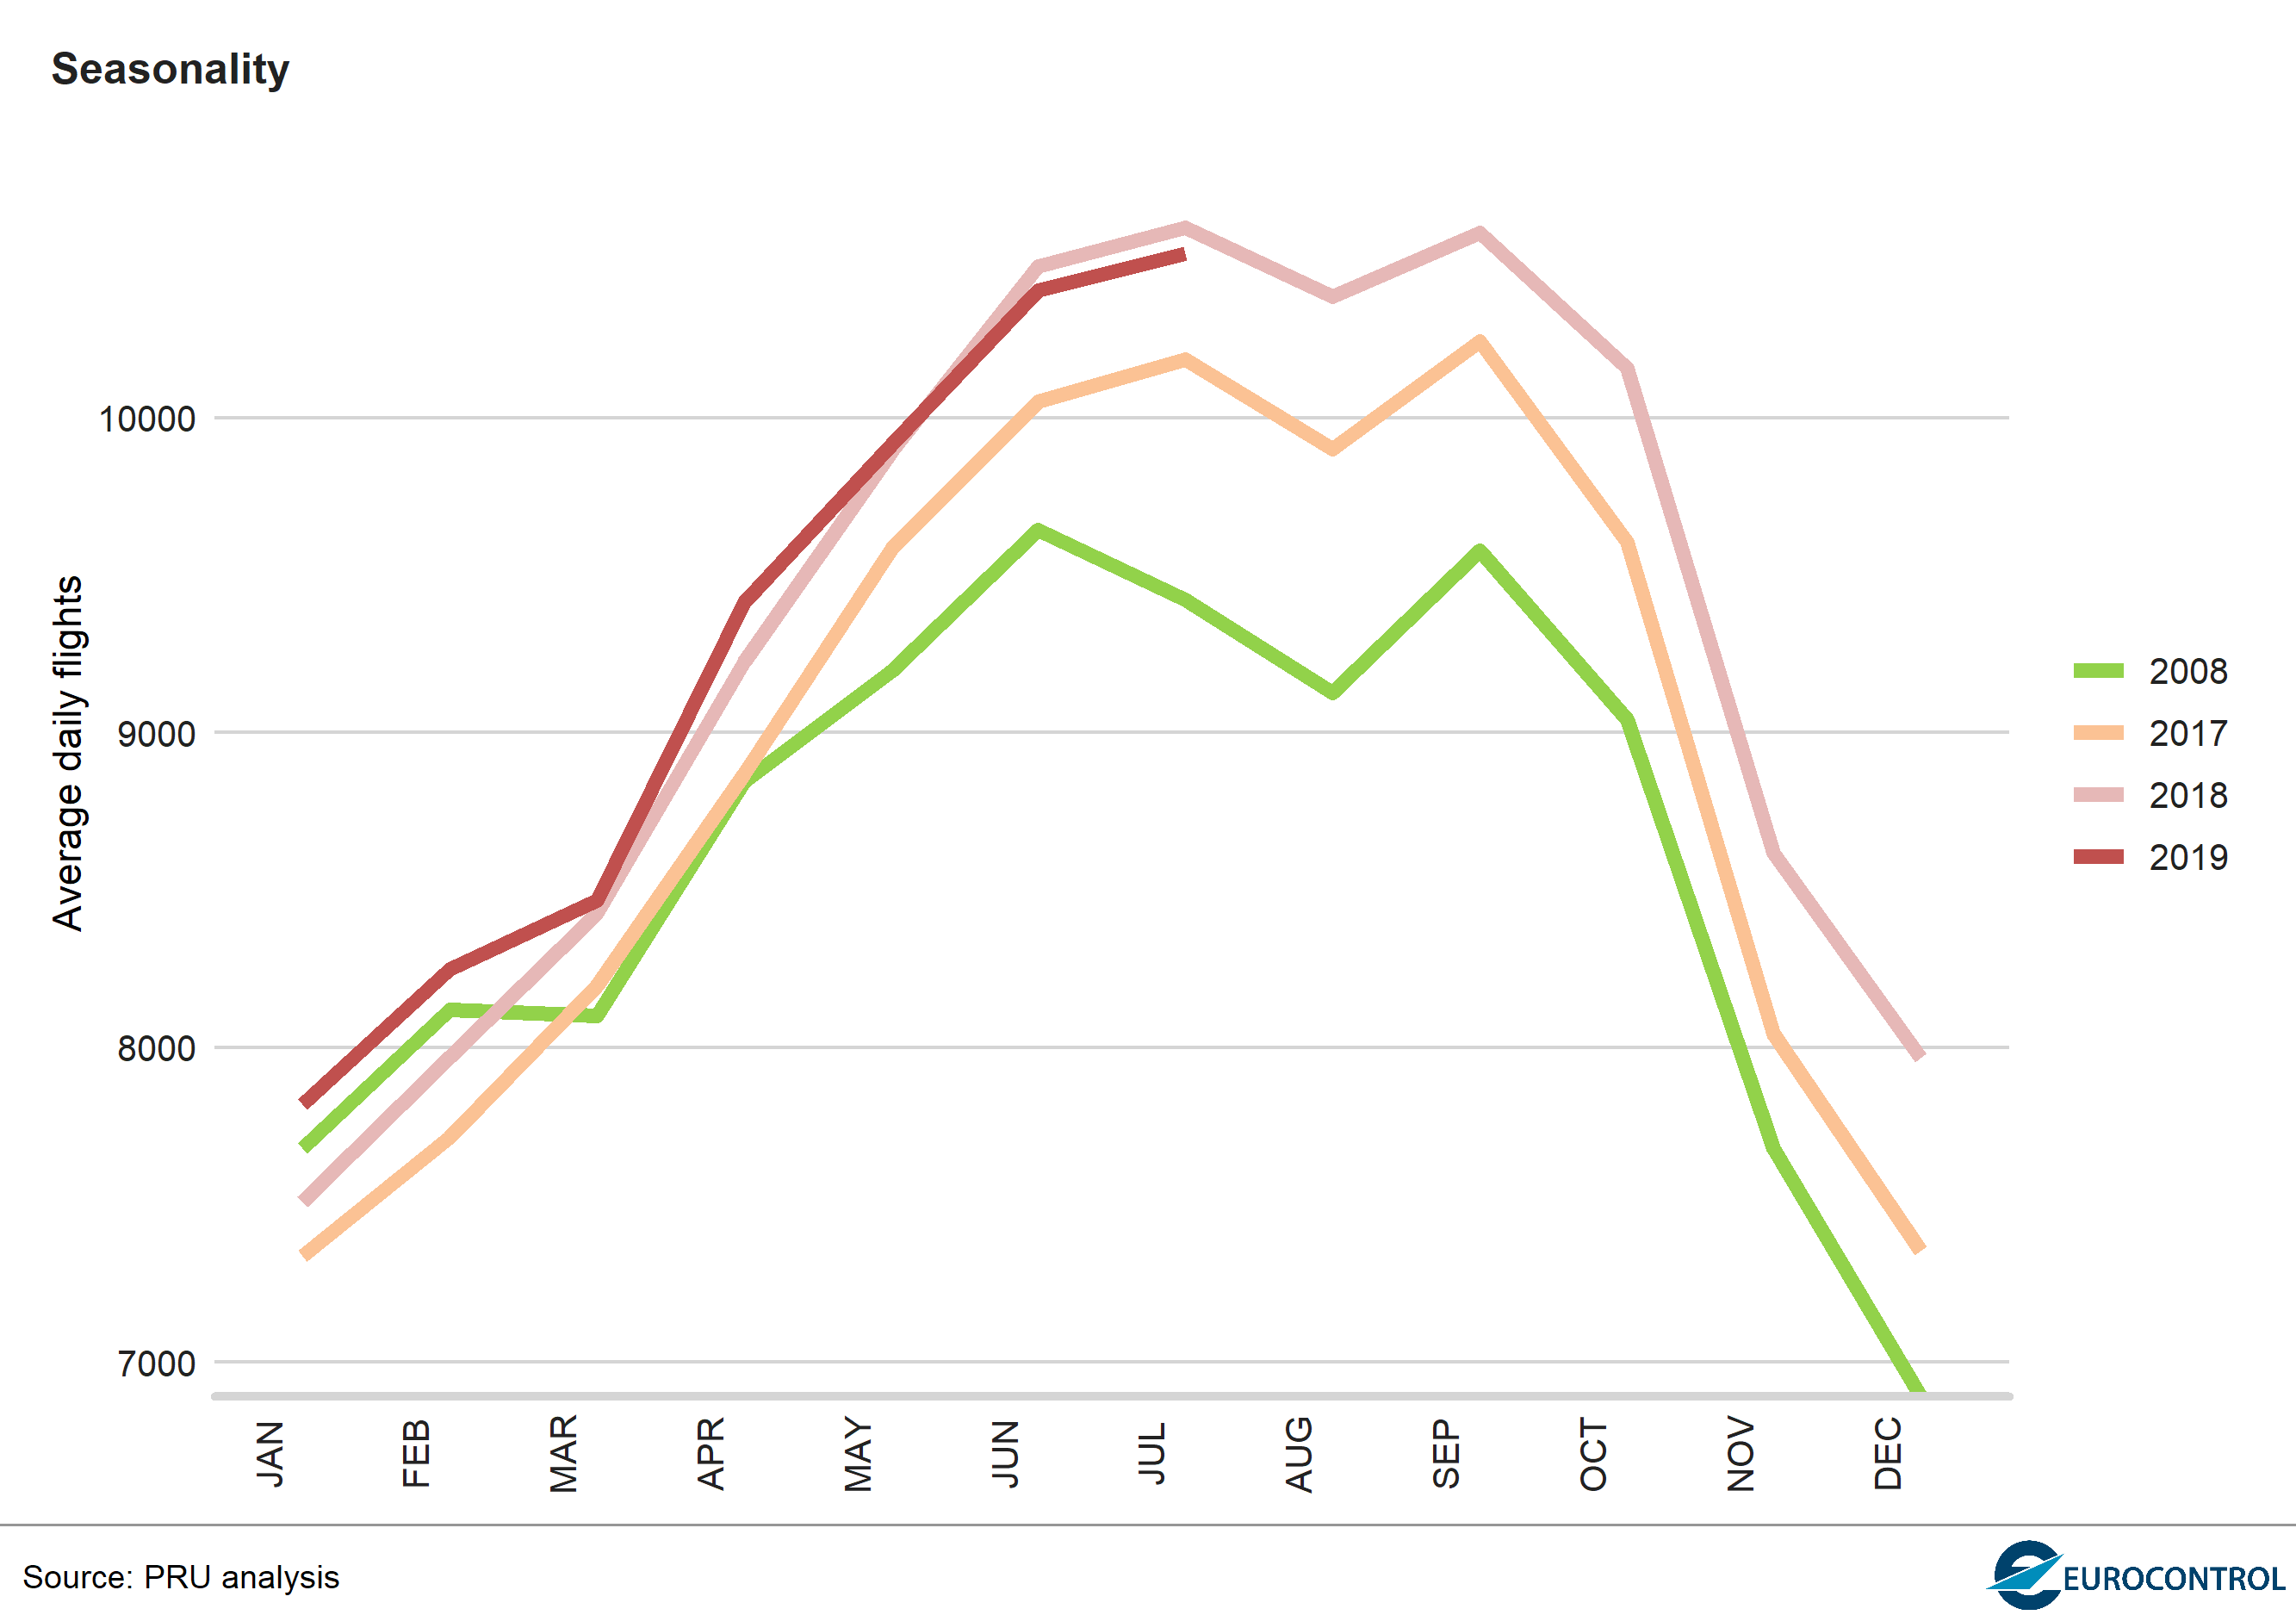 Seasonality
Average daily flights
10000
9000
8000
7000
JAN
FEB
MAR
APR
MAY
JUN
JUL
AUG
SEP
OCT
NOV
DEC
2008
2017
2018
2019
Source: PRU analysis
EUROCONTROL